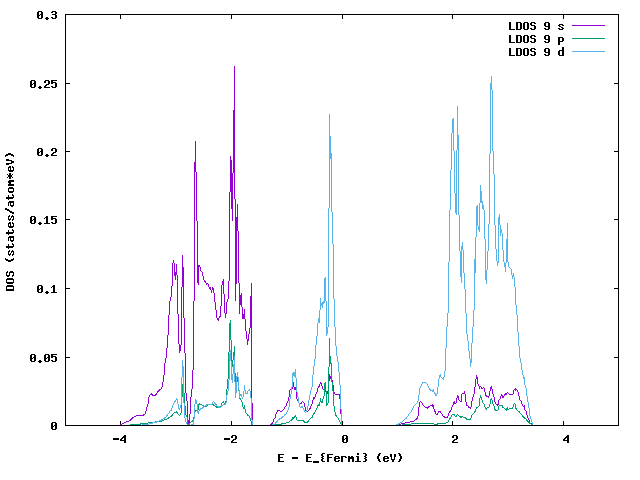 0.3
0.25
0.2
0.15
0.1
0.05
0
DOS (states/atom*eV)
LDOS 9 s
LDOS 9 p
LDOS 9 d
-4 -2 0 2 4
E - E_{Fermi} (eV)